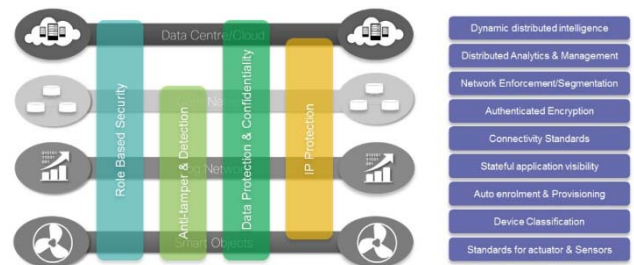 Data Centre/Cloud
Smart Objects
Role Based Security
Anti-tamper & Detection
Data Protection & Confidentiality
IP Protection
Dynamic distributed intelligence
Distributed Analytics & Management
Network Enforcement/Segmentation
Authenticated Encryption
Connectivity Standards
Stateful application visibility
Auto enrolment & Provisioning
Device Classification
Standards for actuator & Sensors